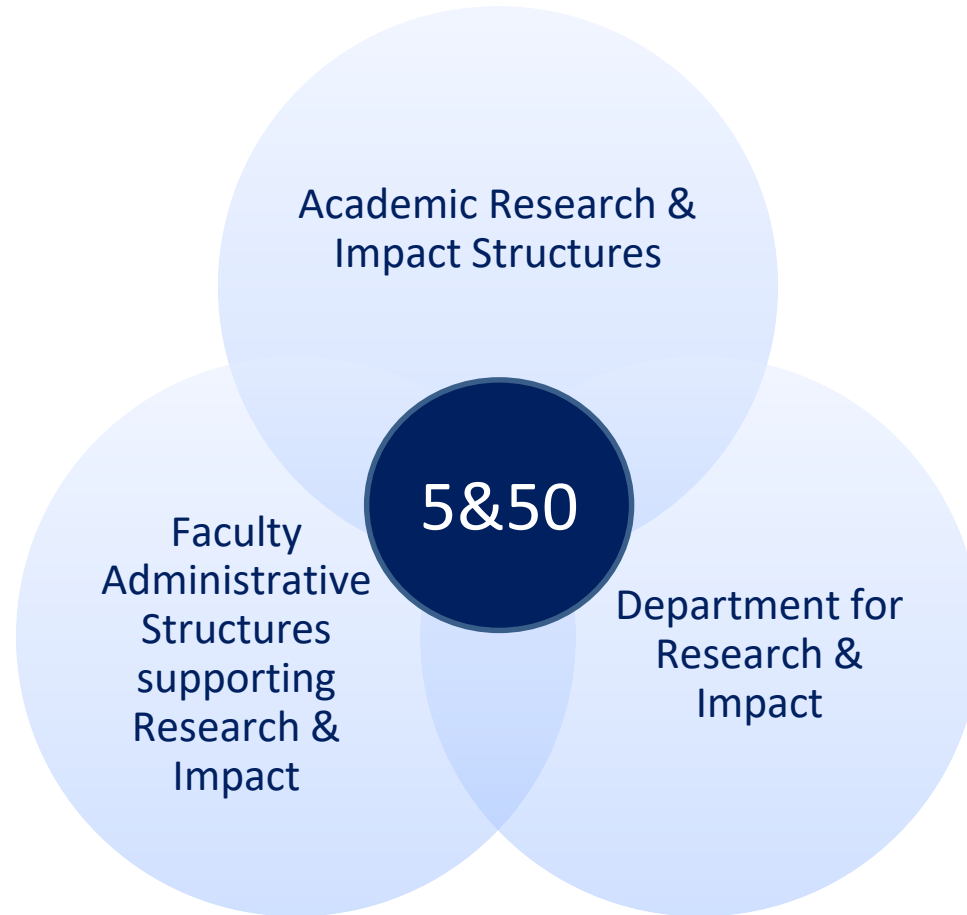 Academic Research &
Impact Structures
5&50
Faculty
Administrative
Structures
supporting
Research &
Impact
Department for
Research &
Impact